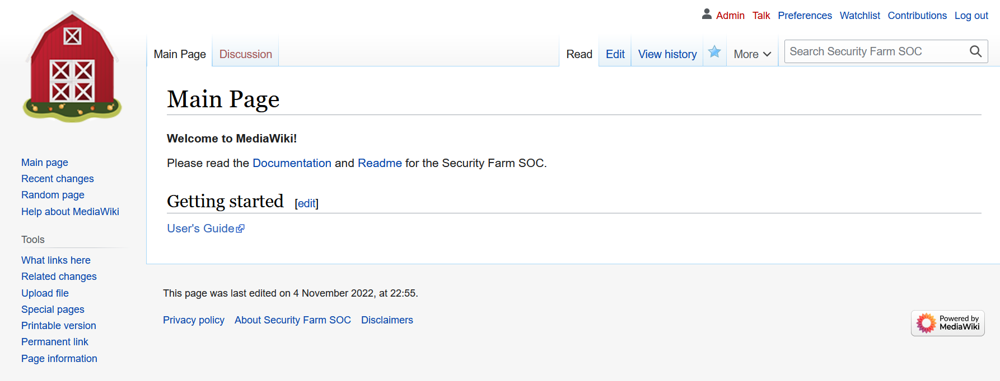 Admin Talk Preferences Watchlist Contributions Log out
Main Page Discussion Read Edit View history More Search Security Farm SOC
Main Page
Welcome to MediaWiki!
Please read the Documentation and Readme for the Security Farm SOC.
Getting started [edit]
User's Guide
Main page
Recent changes
Random page
Help about MediaWiki
Tools
What links here
Related changes
Upload file
Special pages
Printable version
Permanent link
Page information
This page was last edited on 4 November 2022, at 22:55.
Privacy policy About Security Farm SOC Disclaimers
Powered by
MediaWiki